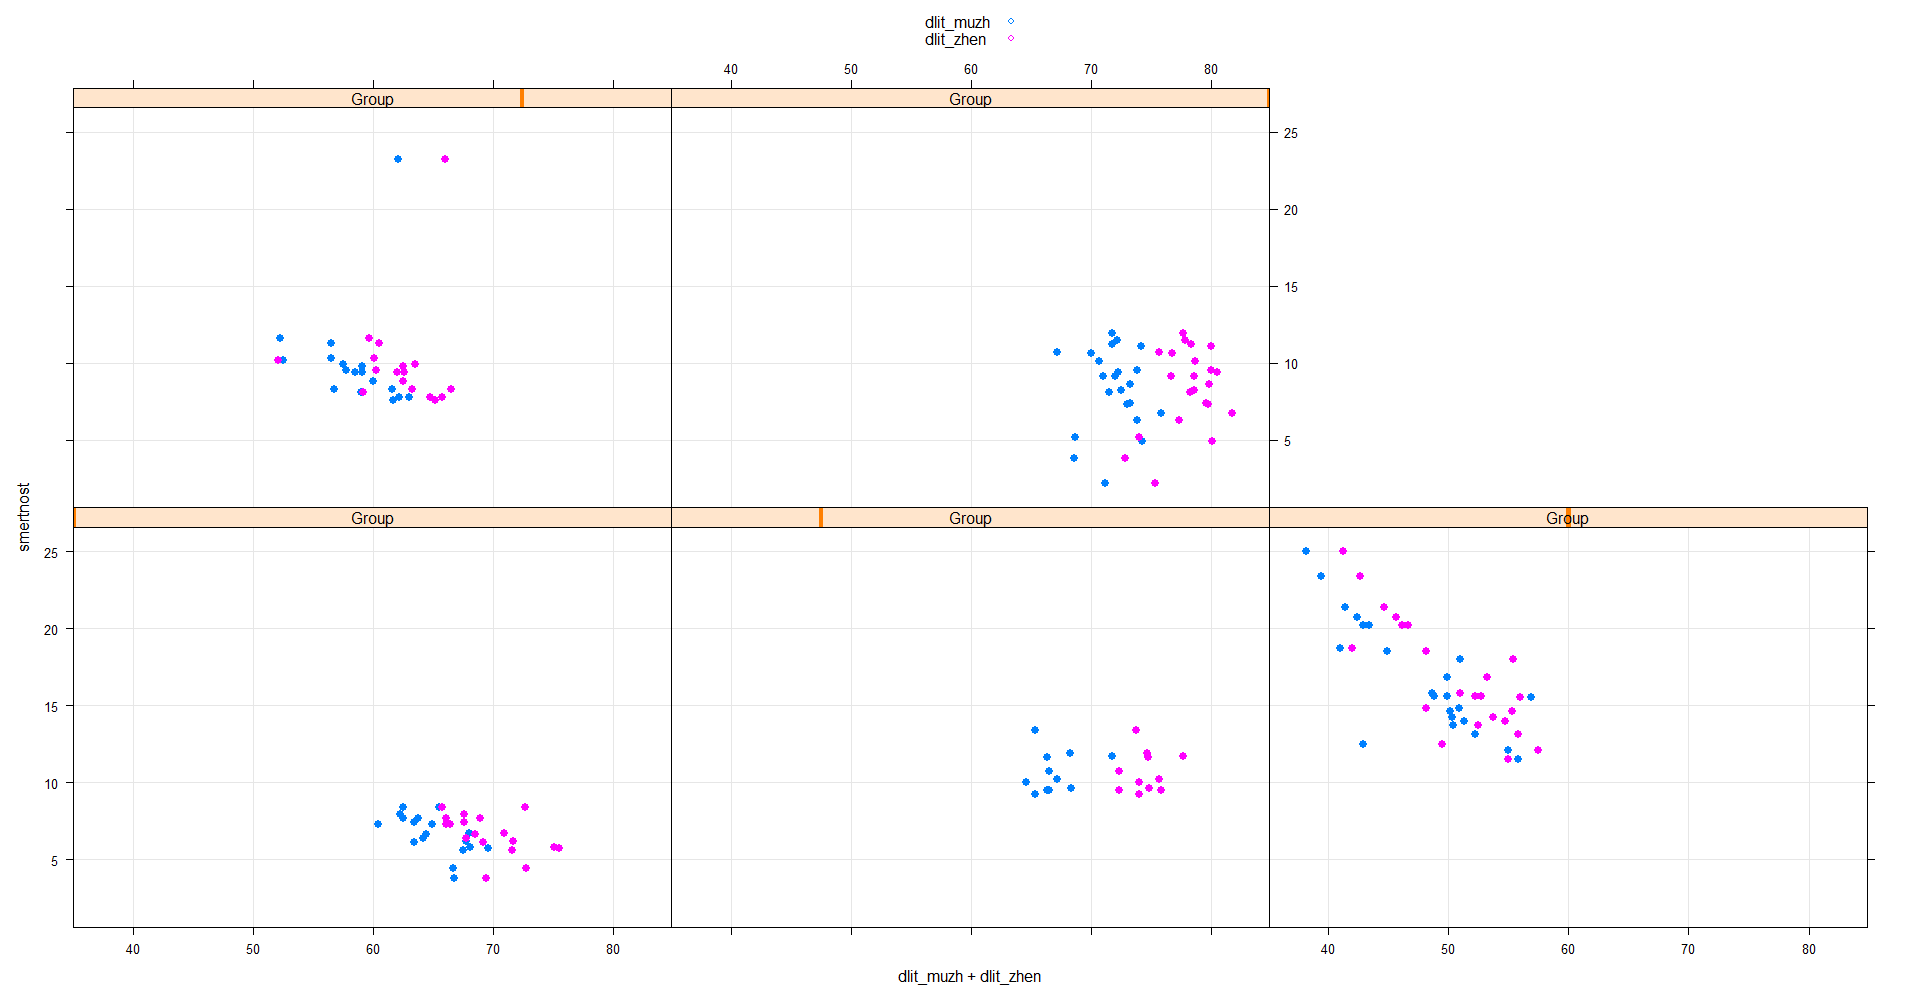 dlit_muzh
dlit_zhen
40 50 60 70 80
Group Group
25
20
15
10
5
smertnost
Group Group Group
25
20
15
10
5
40 50 60 70 80 40 50 60 70 80
dlit_muzh + dlit_zhen